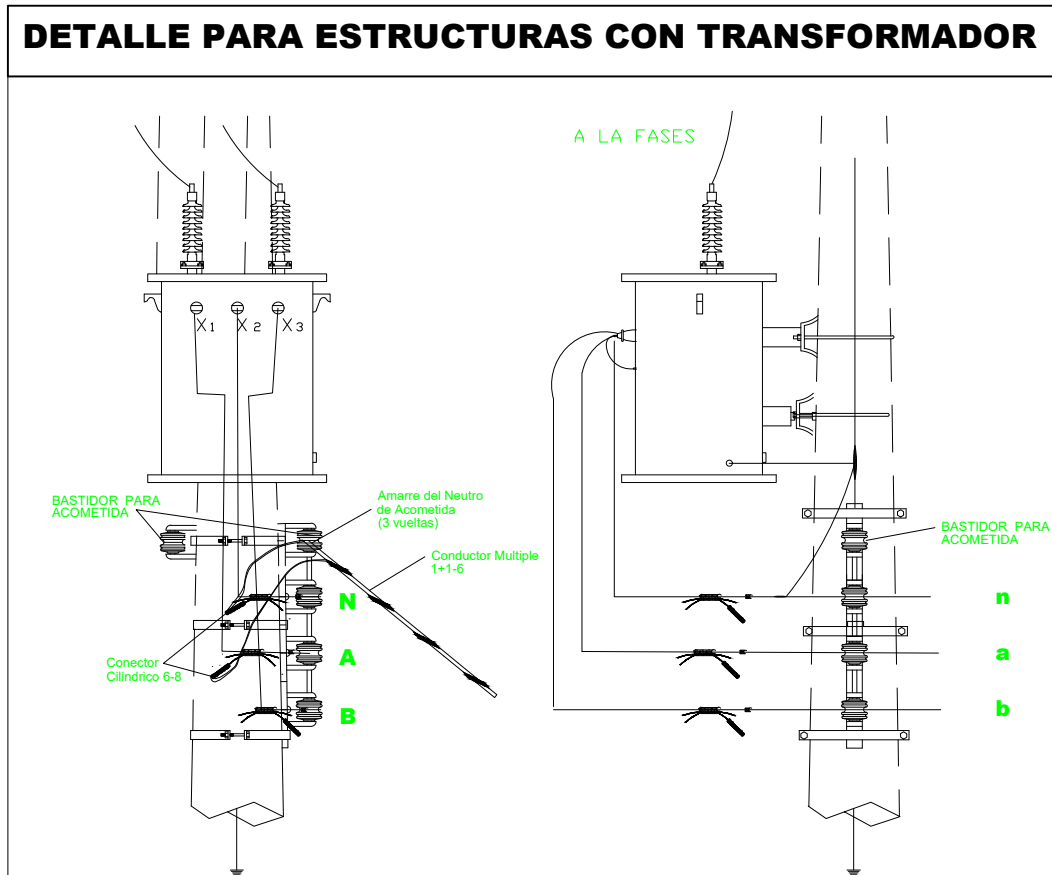 DETALLE PARA ESTRUCTURAS CON TRANSFORMADOR
A LA FASES
X1 X2 X3
BASTIDOR PARA
ACOMETIDA
Amarre del Neutro
de Acometida
(3 vueltas)
Conductor Multiple
1+1-6
N
A
B
Conector
Cilindrico 6-8
BASTIDOR PARA
ACOMETIDA
n
a
b